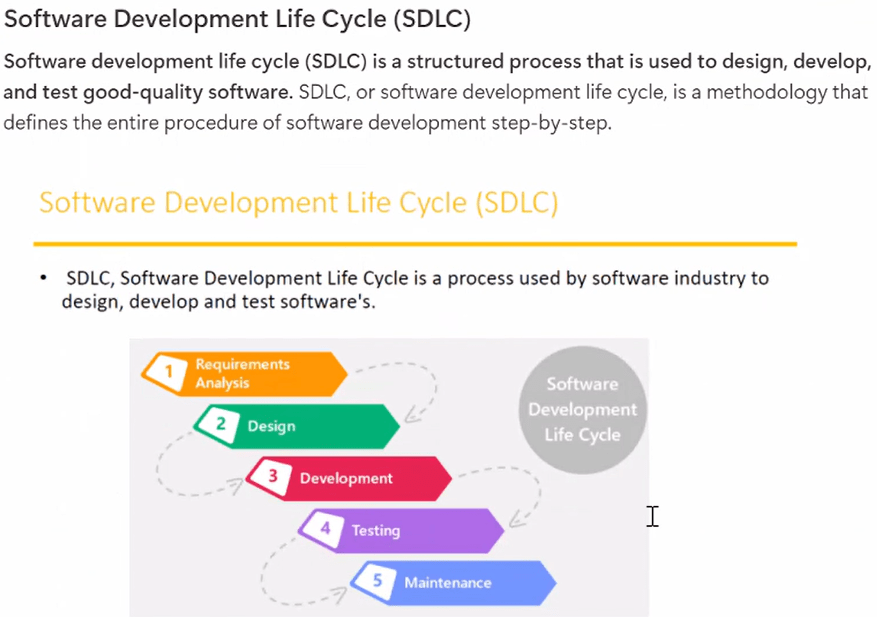 Software Development Life Cycle (SDLC)
Software development life cycle (SDLC) is a structured process that is used to design, develop,
and test good-quality software. SDLC, or software development life cycle, is a methodology that
defines the entire procedure of software development step-by-step.
Software Development Life Cycle (SDLC)
• SDLC, Software Development Life Cycle is a process used by software industry to
design, develop and test software's.
1 Requirements
Analysis
Software
Development
Life Cycle
2 Design
3 Development
4 Testing
5 Maintenance